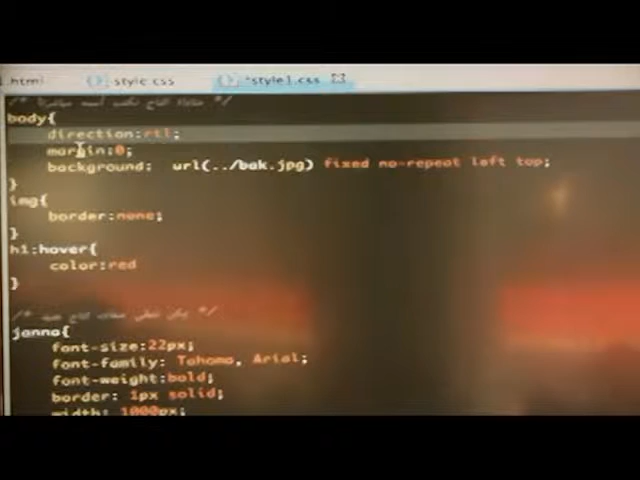 .html
style.css
*style1.css
body{
direction:rtl;
margin:0;
background: url(../bak.jpg) fixed no-repeat left top;
}
img{
border:none;
}
h1:hover{
color:red
}
janna{
font-size:22px;
font-family: Tahoma, Arial;
font-weight:bold;
border: 1px solid;
width: 1000px;